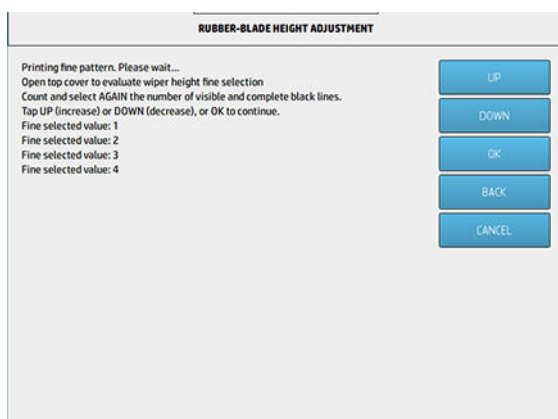 RUBBER-BLADE HEIGHT ADJUSTMENT
Printing fine pattern. Please wait...
Open top cover to evaluate wiper height fine selection
Count and select AGAIN the number of visible and complete black lines.
Tap UP (increase) or DOWN (decrease), or OK to continue.
Fine selected value: 1
Fine selected value: 2
Fine selected value: 3
Fine selected value: 4
UP
DOWN
OK
BACK
CANCEL